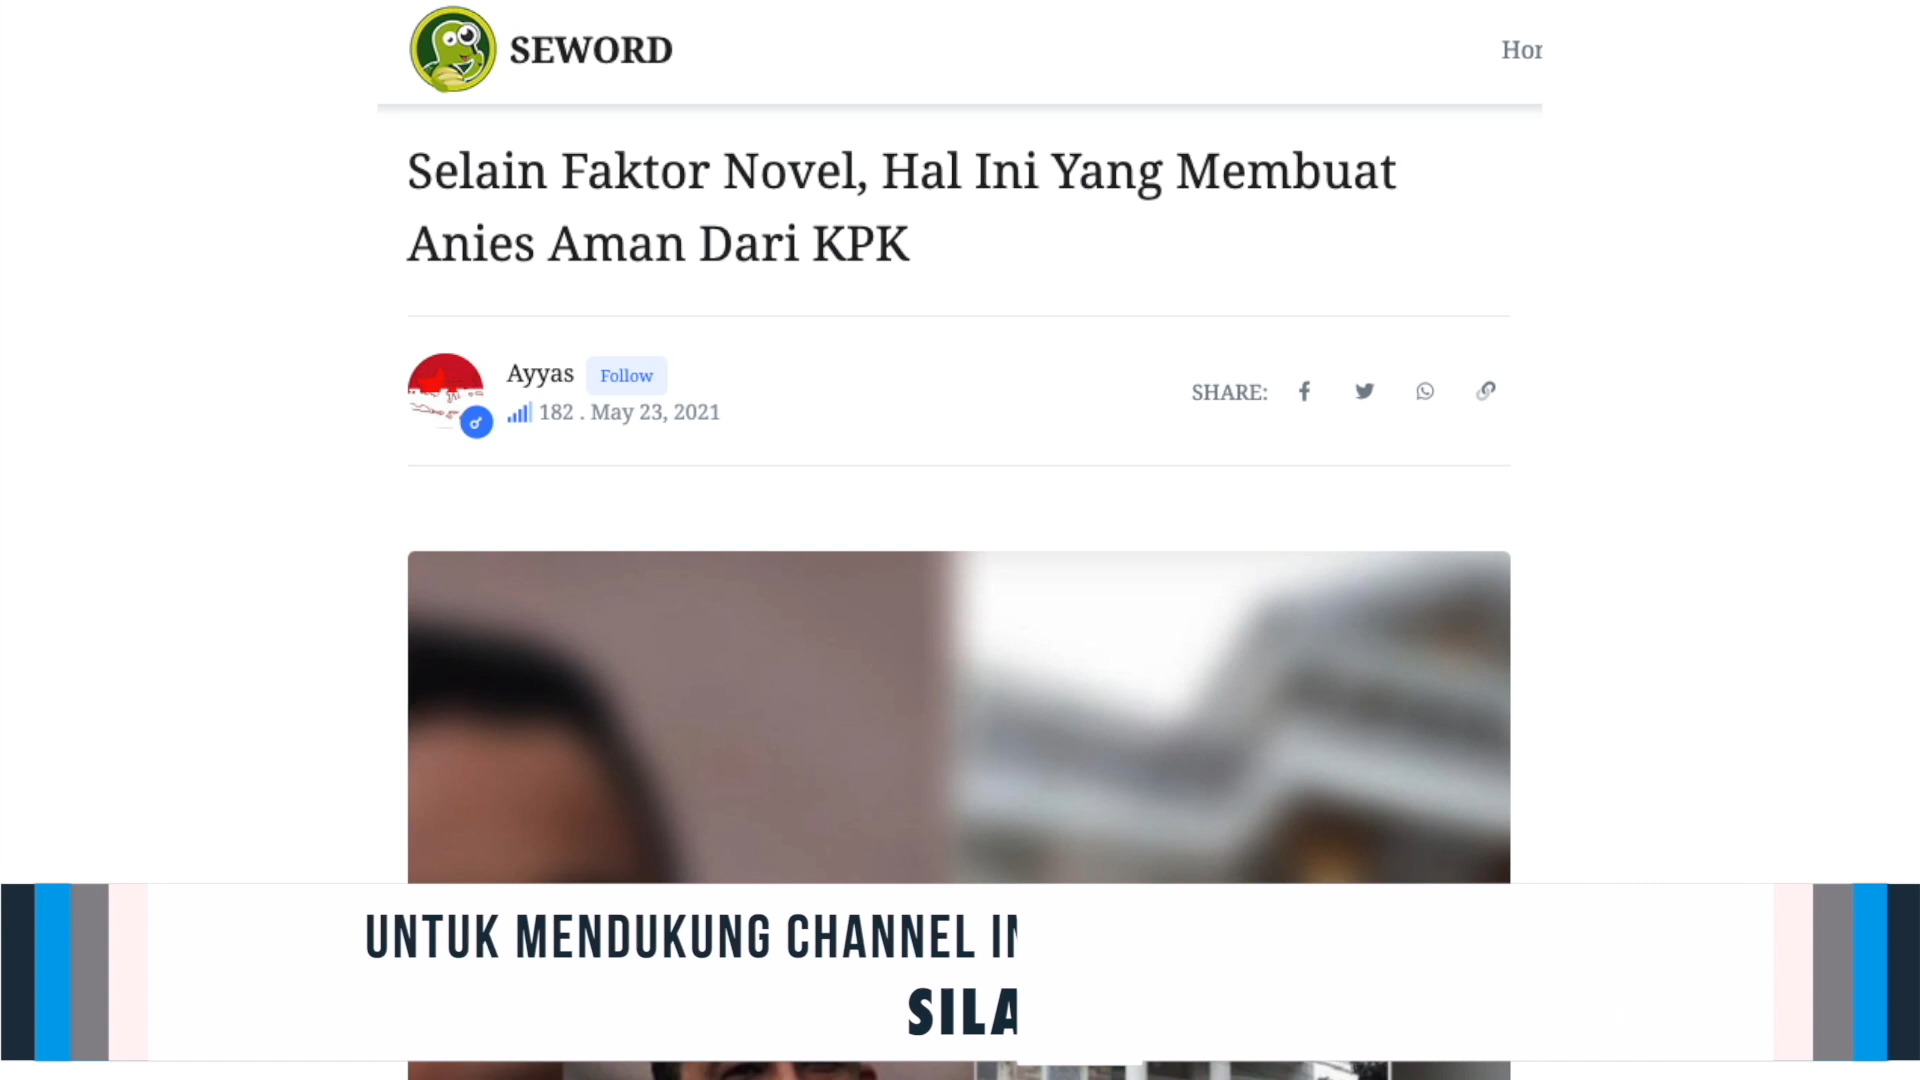 SEWORD
Hor
Selain Faktor Novel, Hal Ini Yang Membuat
Anies Aman Dari KPK
Ayyas Follow
182 . May 23, 2021
SHARE:
UNTUK MENDUKUNG CHANNEL IN
SILA